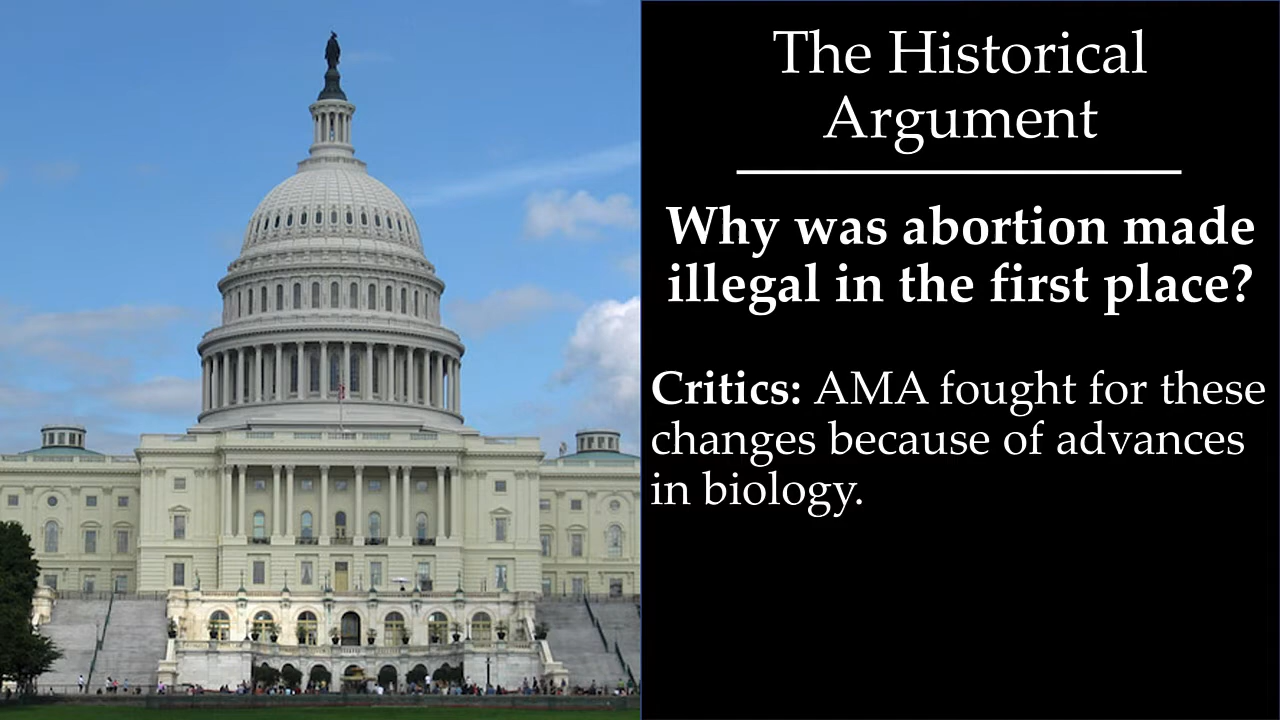 The Historical
Argument
Why was abortion made
illegal in the first place?
Critics: AMA fought for these
changes because of advances
in biology.